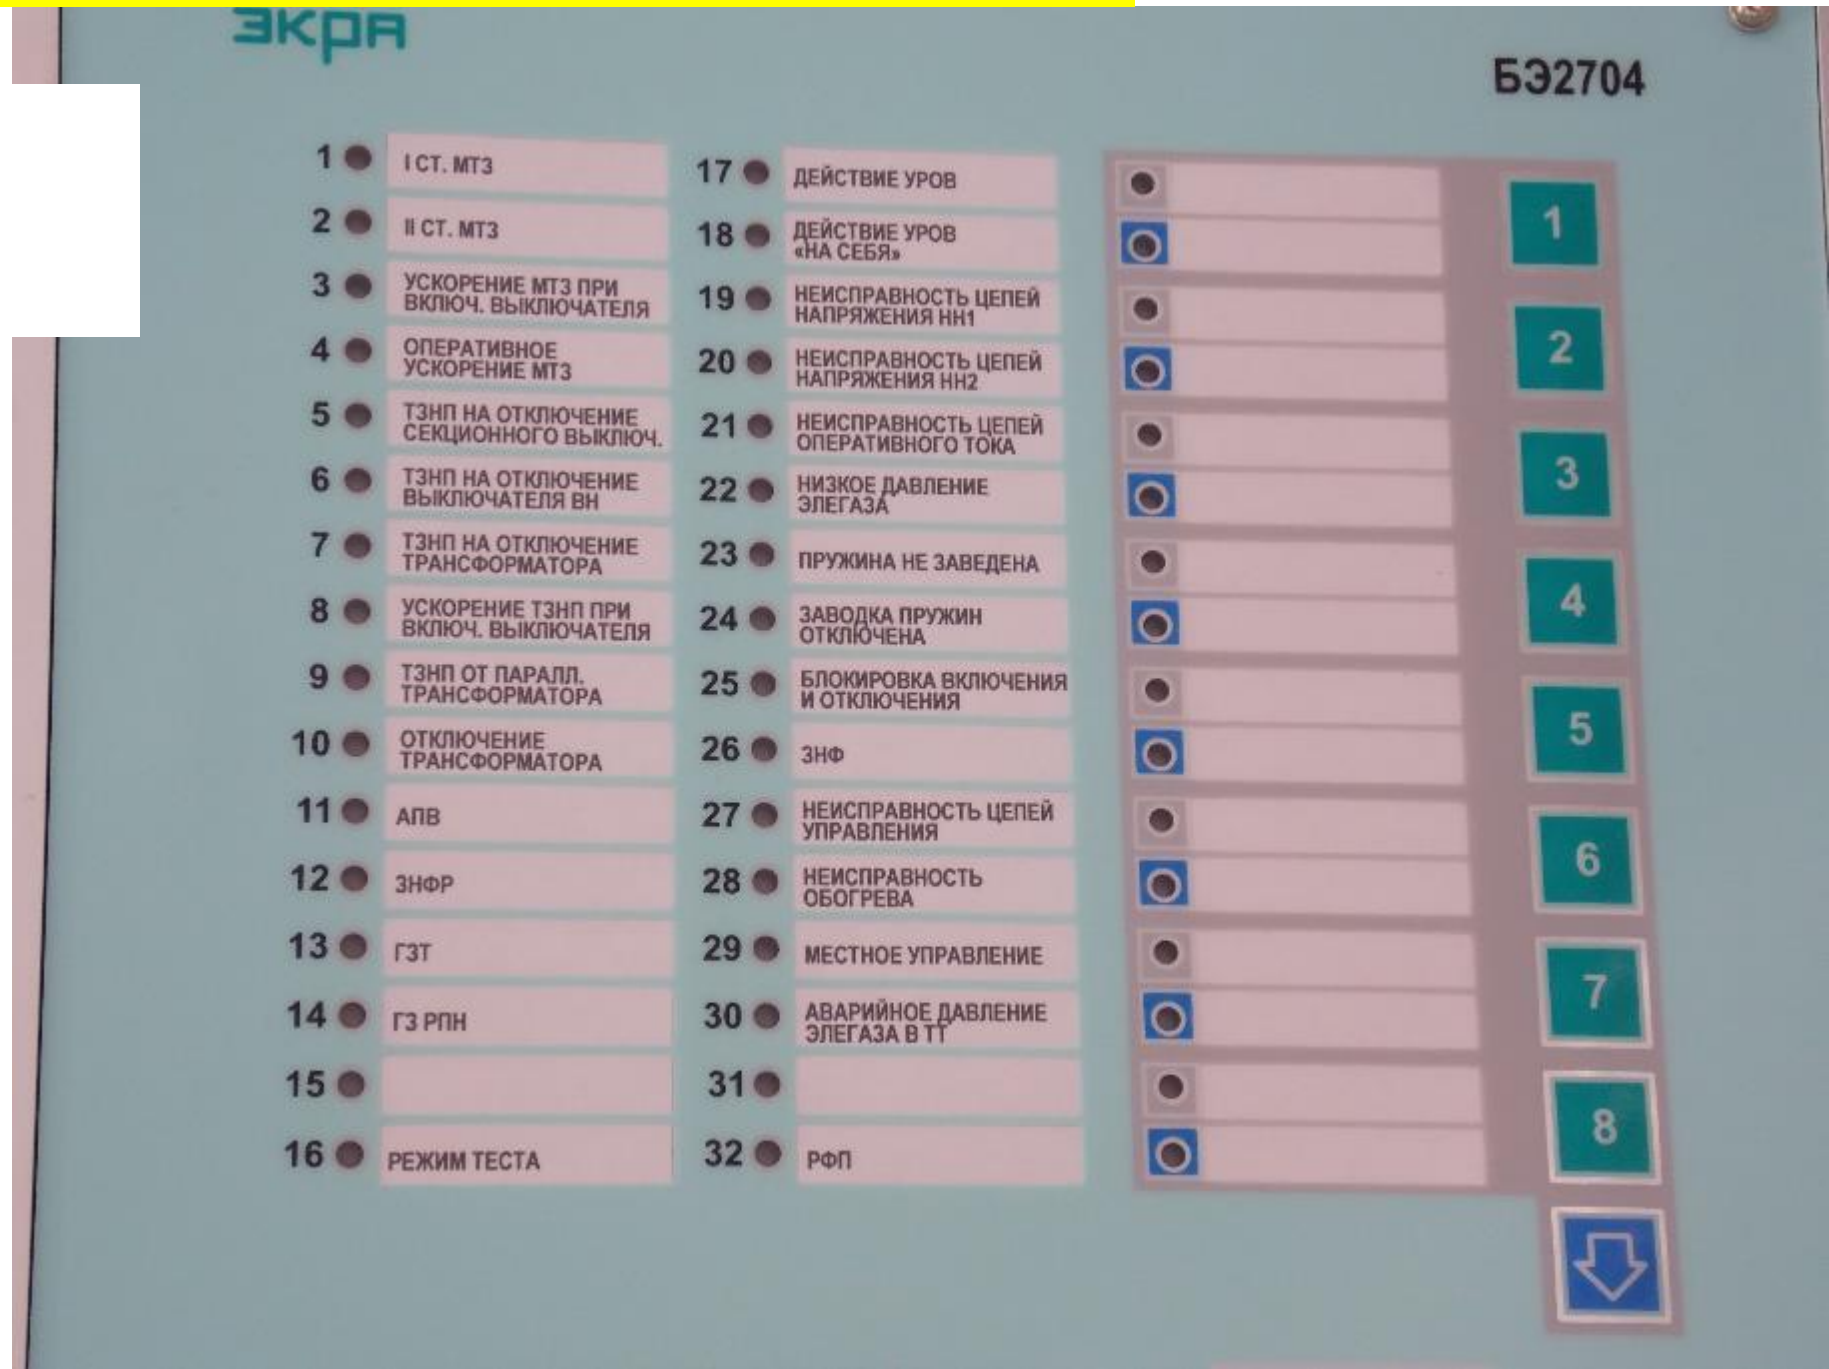 ЭКРА
БЭ2704
1 I СТ. МТЗ
2 II СТ. МТЗ
3 УСКОРЕНИЕ МТЗ ПРИ
ВКЛЮЧ. ВЫКЛЮЧАТЕЛЯ
4 ОПЕРАТИВНОЕ
УСКОРЕНИЕ МТЗ
5 ТЗНП НА ОТКЛЮЧЕНИЕ
СЕКЦИОННОГО ВЫКЛЮЧ.
6 ТЗНП НА ОТКЛЮЧЕНИЕ
ВЫКЛЮЧАТЕЛЯ ВН
7 ТЗНП НА ОТКЛЮЧЕНИЕ
ТРАНСФОРМАТОРА
8 УСКОРЕНИЕ ТЗНП ПРИ
ВКЛЮЧ. ВЫКЛЮЧАТЕЛЯ
9 ТЗНП ОТ ПАРАЛЛ.
ТРАНСФОРМАТОРА
10 ОТКЛЮЧЕНИЕ
ТРАНСФОРМАТОРА
11 АПВ
12 ЗНФР
13 ГЗТ
14 ГЗ РПН
15
16 РЕЖИМ ТЕСТА
17 ДЕЙСТВИЕ УРОВ
18 ДЕЙСТВИЕ УРОВ
«НА СЕБЯ»
19 НЕИСПРАВНОСТЬ ЦЕПЕЙ
НАПРЯЖЕНИЯ НН1
20 НЕИСПРАВНОСТЬ ЦЕПЕЙ
НАПРЯЖЕНИЯ НН2
21 НЕИСПРАВНОСТЬ ЦЕПЕЙ
ОПЕРАТИВНОГО ТОКА
22 НИЗКОЕ ДАВЛЕНИЕ
ЭЛЕГАЗА
23 ПРУЖИНА НЕ ЗАВЕДЕНА
24 ЗАВОДКА ПРУЖИН
ОТКЛЮЧЕНА
25 БЛОКИРОВКА ВКЛЮЧЕНИЯ
И ОТКЛЮЧЕНИЯ
26 ЗНФ
27 НЕИСПРАВНОСТЬ ЦЕПЕЙ
УПРАВЛЕНИЯ
28 НЕИСПРАВНОСТЬ
ОБОГРЕВА
29 МЕСТНОЕ УПРАВЛЕНИЕ
30 АВАРИЙНОЕ ДАВЛЕНИЕ
ЭЛЕГАЗА В ТТ
31
32 РФП
1
2
3
4
5
6
7
8